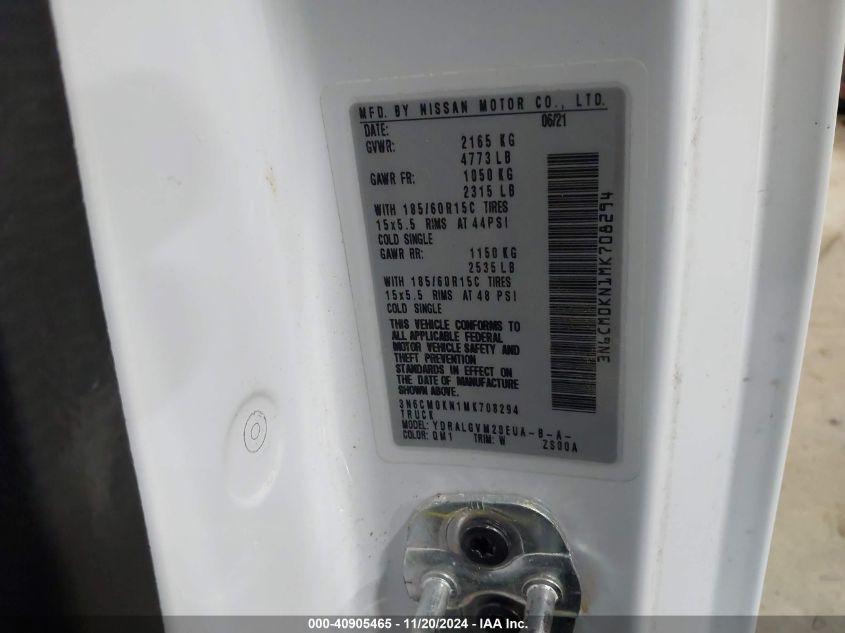 MFD. BY NISSAN MOTOR CO., LTD.
DATE: 06/21
GVWR: 2165 KG
4773 LB
GAWR FR: 1050 KG
2315 LB
WITH 185/60R15C TIRES
15x5.5 RIMS AT 44PSI
COLD SINGLE
GAWR RR: 1150 KG
2535 LB
WITH 185/60R15C TIRES
15x5.5 RIMS AT 48 PSI
COLD SINGLE
THIS VEHICLE CONFORMS TO
ALL APPLICABLE FEDERAL
MOTOR VEHICLE SAFETY AND
THEFT PREVENTION
STANDARDS IN EFFECT ON
THE DATE OF MANUFACTURE
SHOWN ABOVE.
3N6CM0KN1MK708294
TRUCK
MODEL: YDRALGVM20EUA-B-A-
COLOR: QM1 TRIM: W ZS00A
3N6CM0KN1MK708294
000-40905465 - 11/20/2024 - IAA Inc.